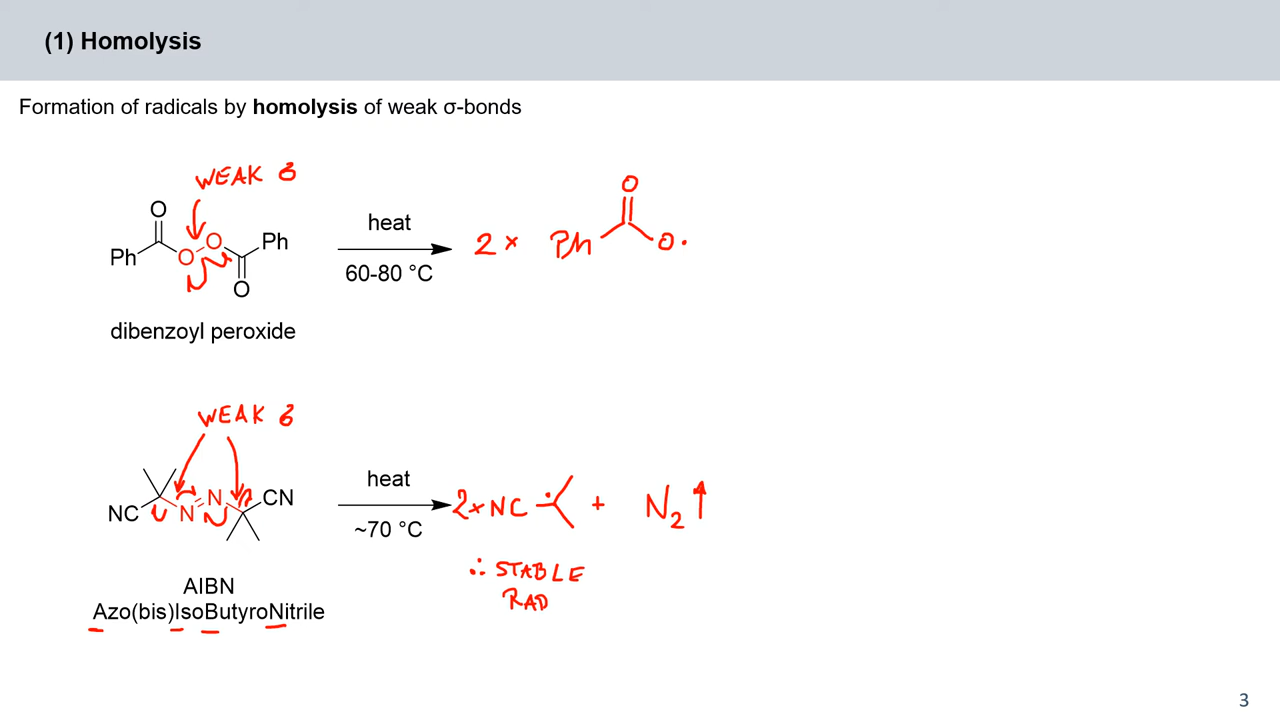 (1) Homolysis
Formation of radicals by homolysis of weak σ-bonds
WEAK σ
O
Ph
O
O
Ph
O
heat
60-80 °C
2 × Ph
O
O·
dibenzoyl peroxide
WEAK σ
NC
N
N
CN
heat
~70 °C
2× NC
+ N2↑
∴ STABLE
RAD
AIBN
Azo(bis)IsoButyroNitrile
3